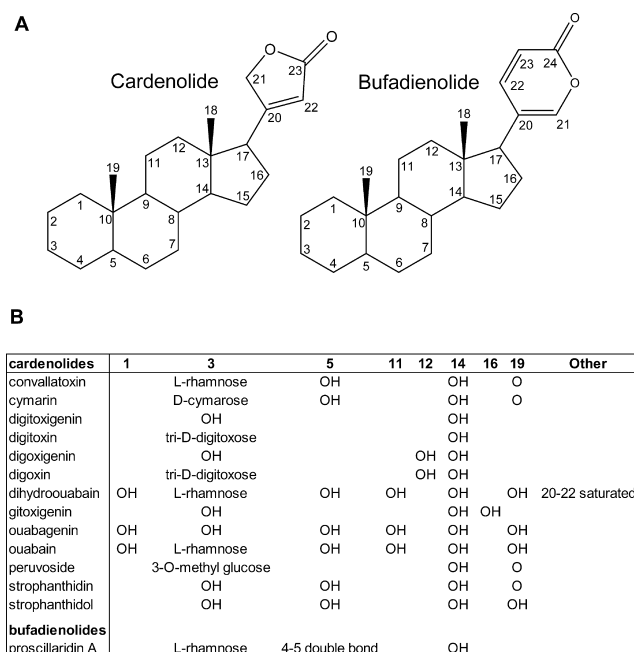 A
Cardenolide
O
O
21
23
20
22
18
12
17
11
13
16
19
14
15
1
9
2
10
8
3
5
7
4
6
Bufadienolide
O
23
24
O
22
20
21
18
12
17
11
13
16
19
14
15
1
9
2
10
8
3
5
7
4
6
B
cardenolides 1 3 5 11 12 14 16 19 Other
convallatoxin L-rhamnose OH OH O
cymarin D-cymarose OH OH O
digitoxigenin OH OH
digitoxin tri-D-digitoxose OH
digoxigenin OH OH OH
digoxin tri-D-digitoxose OH OH
dihydroouabain OH L-rhamnose OH OH OH OH 20-22 saturated
gitoxigenin OH OH OH
ouabagenin OH OH OH OH OH OH
ouabain OH L-rhamnose OH OH OH OH
peruvoside 3-O-methyl glucose OH O
strophanthidin OH OH OH O
strophanthidol OH OH OH OH
bufadienolides
proscillaridin A L-rhamnose 4-5 double bond OH